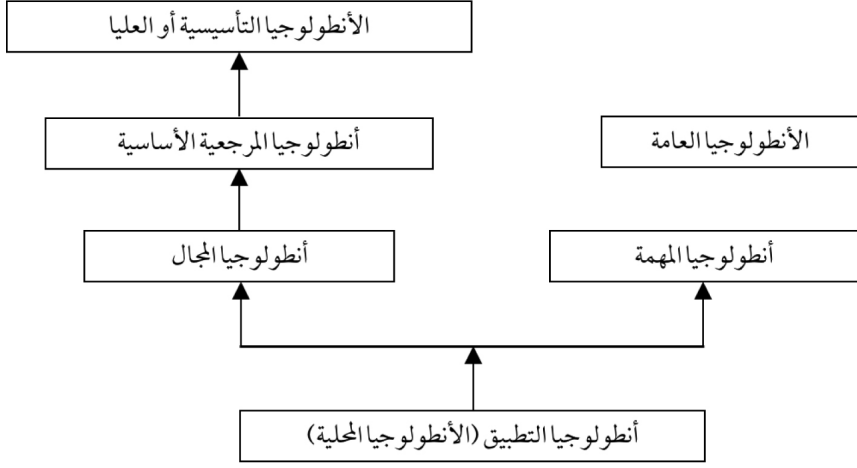 الأنطولوجيا التأسيسية أو العليا
الأنطولوجيا العامة
أنطولوجيا المرجعية الأساسية
أنطولوجيا المهمة
أنطولوجيا المجال
أنطولوجيا التطبيق (الأنطولوجيا المحلية)